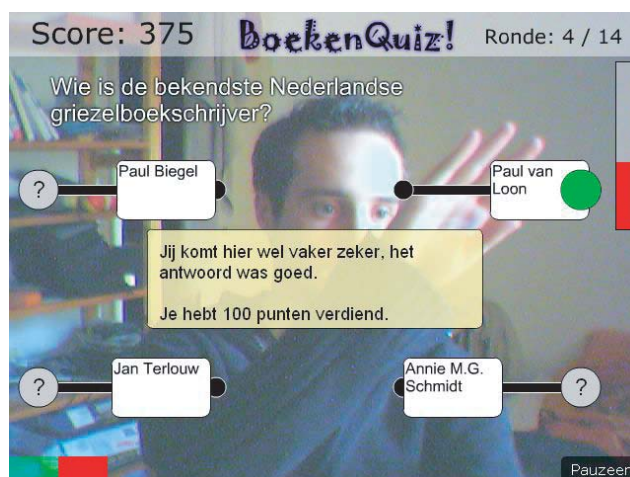 Score: 375
BoekenQuiz!
Ronde: 4 / 14
Wie is de bekendste Nederlandse
griezelboekschrijver?
?
Paul Biegel
Paul van
Loon
Jij komt hier wel vaker zeker, het
antwoord was goed.
Je hebt 100 punten verdiend.
?
Jan Terlouw
Annie M.G.
Schmidt
?
Pauzeer